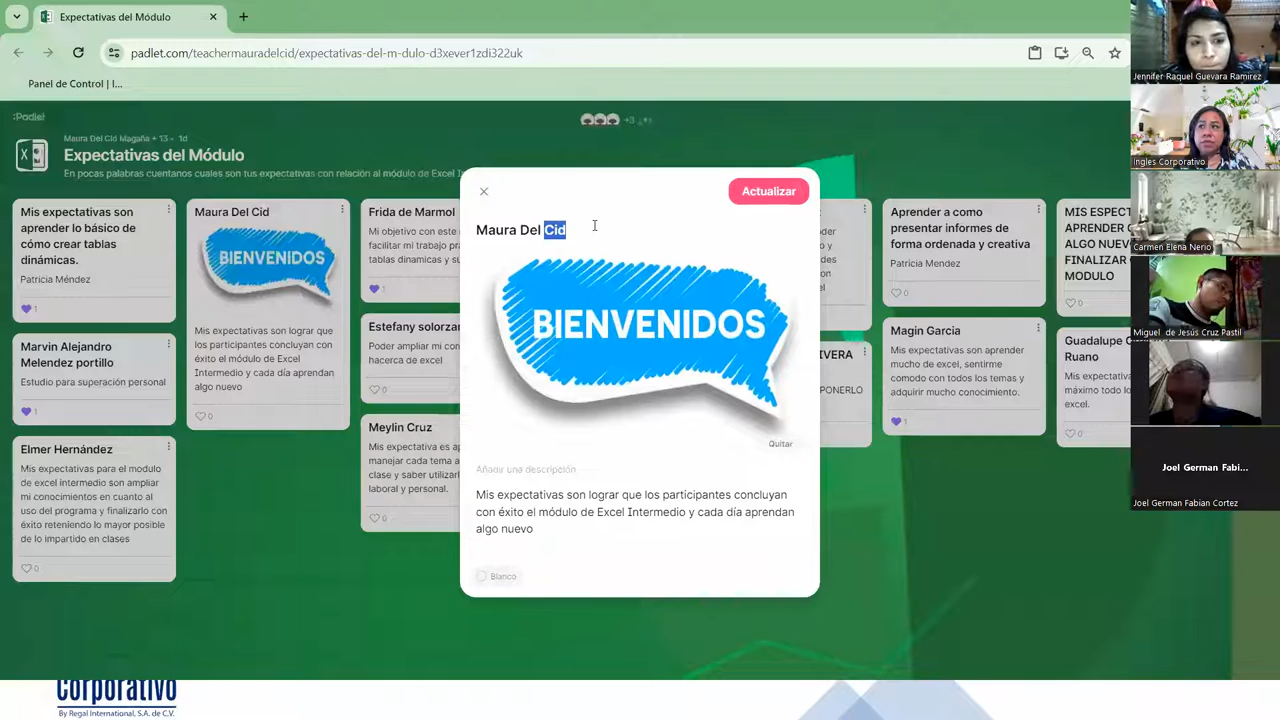 Expectativas del Módulo
padlet.com/teachermauradelcid/expectativas-del-m-dulo-d3xever1zdi322uk
Panel de Control | I...
:Padlet
Maura Del Cid Magaña + 13 • 1d
Expectativas del Módulo
En pocas palabras cuentanos cuales son tus expectativas con relación al módulo de Excel
+3
Mis expectativas son
aprender lo básico de
cómo crear tablas
dinámicas.
Patricia Méndez
1
Marvin Alejandro
Melendez portillo
Estudio para superación personal
1
Elmer Hernández
Mis expectativas para el modulo
de excel intermedio son ampliar
mi conocimientos en cuanto al
uso del programa y finalizarlo con
éxito reteniendo lo mayor posible
de lo impartido en clases
0
Maura Del Cid
BIENVENIDOS
Mis expectativas son lograr que
los participantes concluyan con
éxito el módulo de Excel
Intermedio y cada día aprendan
algo nuevo
0
Frida de Marmol
Mi objetivo con este
facilitar mi trabajo
tablas dinamicas y
1
Estefany solorza
Poder ampliar mi
hacerca de excel
0
Meylin Cruz
Mis expectativa es
manejar cada tema
clase y saber
laboral y personal.
0
Actualizar
Maura Del Cid
BIENVENIDOS
Quitar
Añadir una descripción
Mis expectativas son lograr que los participantes concluyan
con éxito el módulo de Excel Intermedio y cada día aprendan
algo nuevo
Blanco
VERA
PONERLO
Aprender a como
presentar informes de
forma ordenada y creativa
Patricia Mendez
0
Magin Garcia
Mis expectativas son aprender
mucho de excel, sentirme
comodo con todos los temas y
adquirir mucho conocimiento.
1
MIS
APRENDER
ALGO
FINALIZAR
MODULO
0
Guadalupe
Ruano
Mis
máximo todo
excel.
0
Jennifer Raquel Guevara Ramirez
Ingles Corporativo
Carmen Elena Nerio
Miguel de Jesús Cruz Pastil
Joel German Fabi...
Joel German Fabian Cortez
Corporativo
By Regal International, S.A. de C.V.